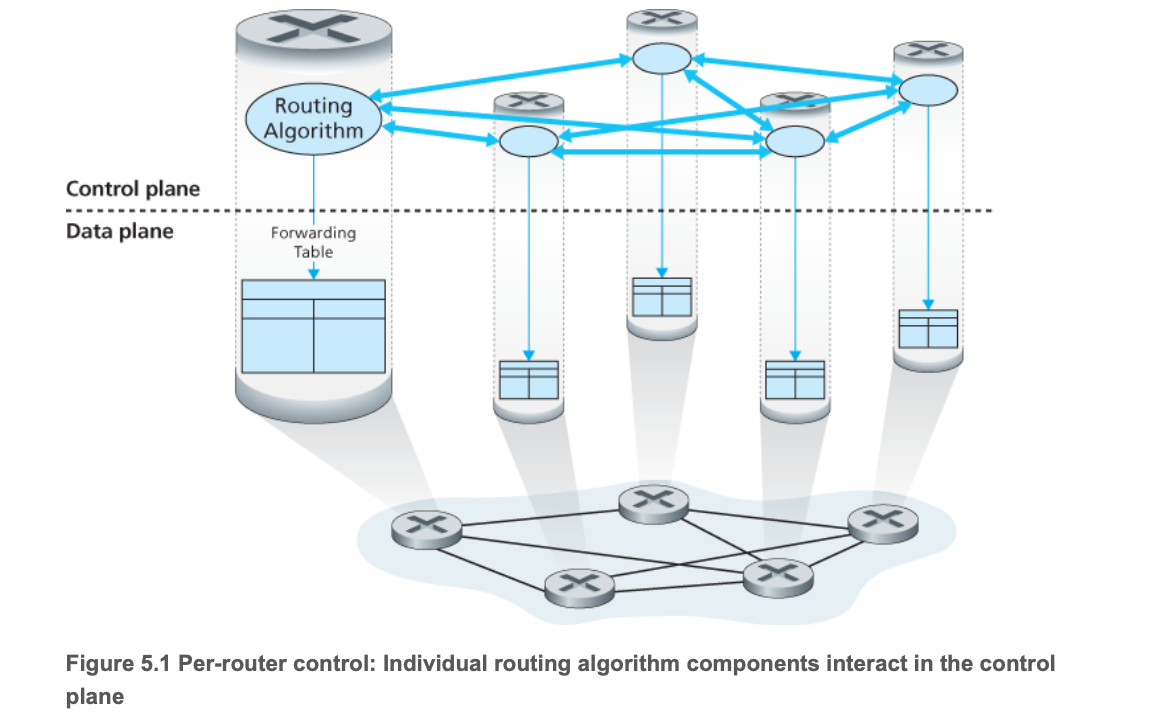 Routing
Algorithm
Control plane
Data plane
Forwarding
Table
Figure 5.1 Per-router control: Individual routing algorithm components interact in the control
plane